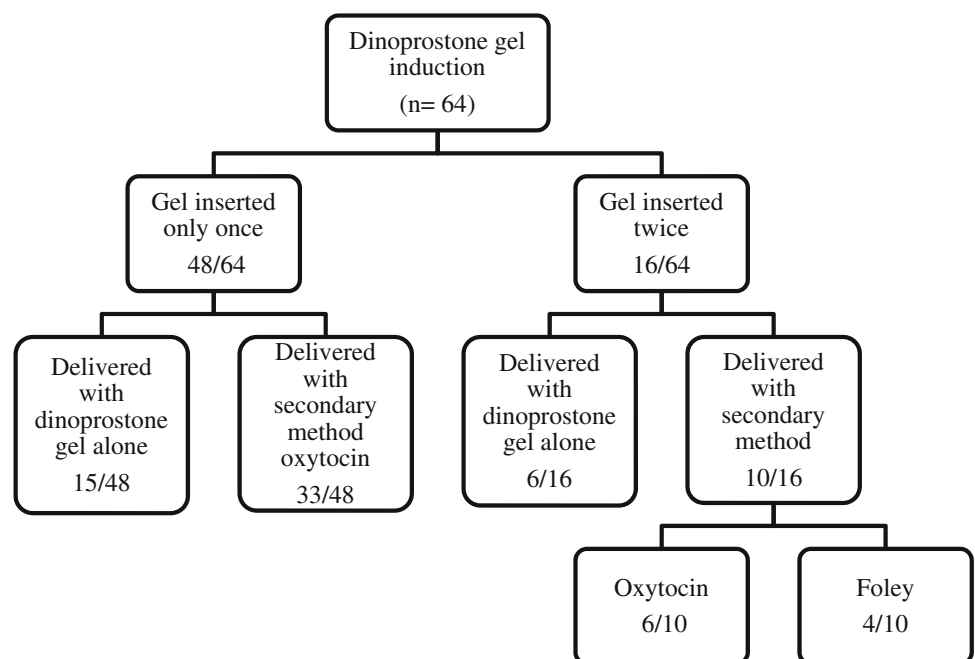 Dinoprostone gel
induction
(n= 64)
Gel inserted
only once
48/64
Gel inserted
twice
16/64
Delivered
with
dinoprostone
gel alone
15/48
Delivered
with
secondary
method
oxytocin
33/48
Delivered
with
dinoprostone
gel alone
6/16
Delivered
with
secondary
method
10/16
Oxytocin
6/10
Foley
4/10